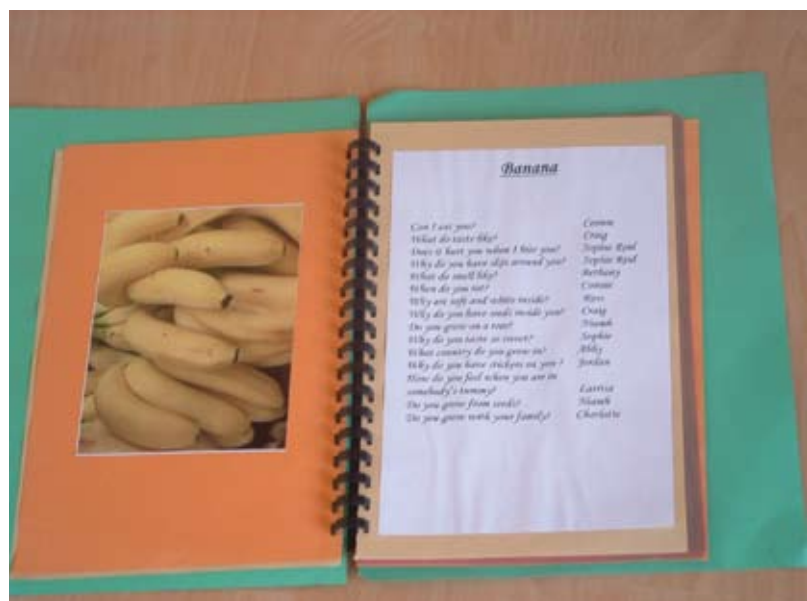 Banana
Can I eat you? Connie
What do taste like? Craig
Does it hurt you when I bite you? Sophie Reid
Why do you have skin around you? Sophie Reid
What do smell like? Bethany
When do you rot? Connie
Why are soft and white inside? Ross
Why do you have seeds inside you? Craig
Do you grow on a tree? Niamh
Why do you taste so sweet? Sophie
What country do you grow in? Abby
Why do you have stickers on you? Jordan
How do you feel when you are in
somebody's tummy? Larissa
Do you grow from seeds? Niamh
Do you grow with your family? Charlotte